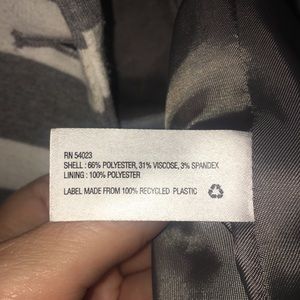 RN 54023
SHELL : 66% POLYESTER, 31% VISCOSE, 3% SPANDEX
LINING : 100% POLYESTER
LABEL MADE FROM 100% RECYCLED PLASTIC